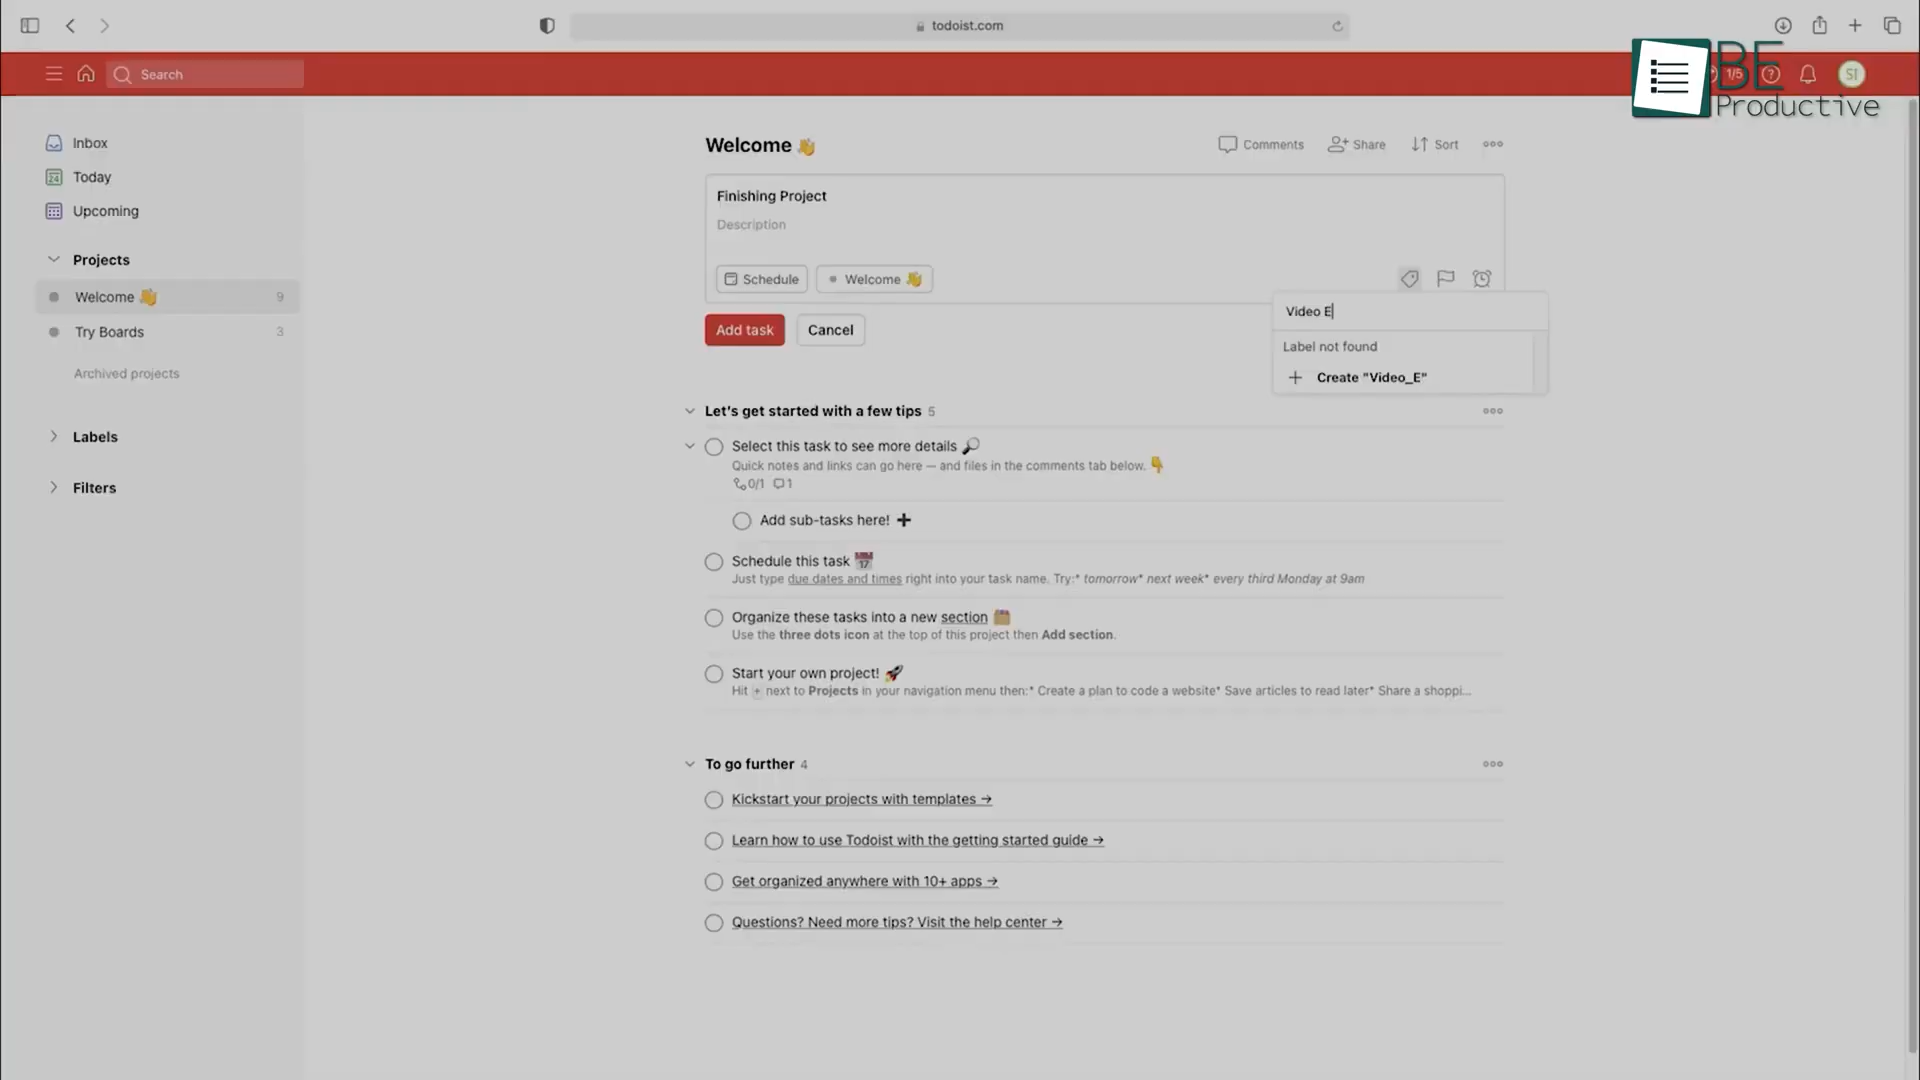 todoist.com
Search
1/5
SI
BE
Productive
Inbox
24
Today
Upcoming
Projects
Welcome 👋
9
Try Boards
3
Archived projects
Labels
Filters
Welcome 👋
Comments
Share
Sort
Finishing Project
Description
Schedule
Welcome 👋
Video E
Add task
Cancel
Label not found
+ Create "Video_E"
Let's get started with a few tips 5
Select this task to see more details 🔎
Quick notes and links can go here — and files in the comments tab below. 👇
0/1 1
Add sub-tasks here! ➕
Schedule this task 📅
Just type due dates and times right into your task name. Try:* tomorrow* next week* every third Monday at 9am
Organize these tasks into a new section 🗂️
Use the three dots icon at the top of this project then Add section.
Start your own project! 🚀
Hit + next to Projects in your navigation menu then:* Create a plan to code a website* Save articles to read later* Share a shoppi...
To go further 4
Kickstart your projects with templates →
Learn how to use Todoist with the getting started guide →
Get organized anywhere with 10+ apps →
Questions? Need more tips? Visit the help center →